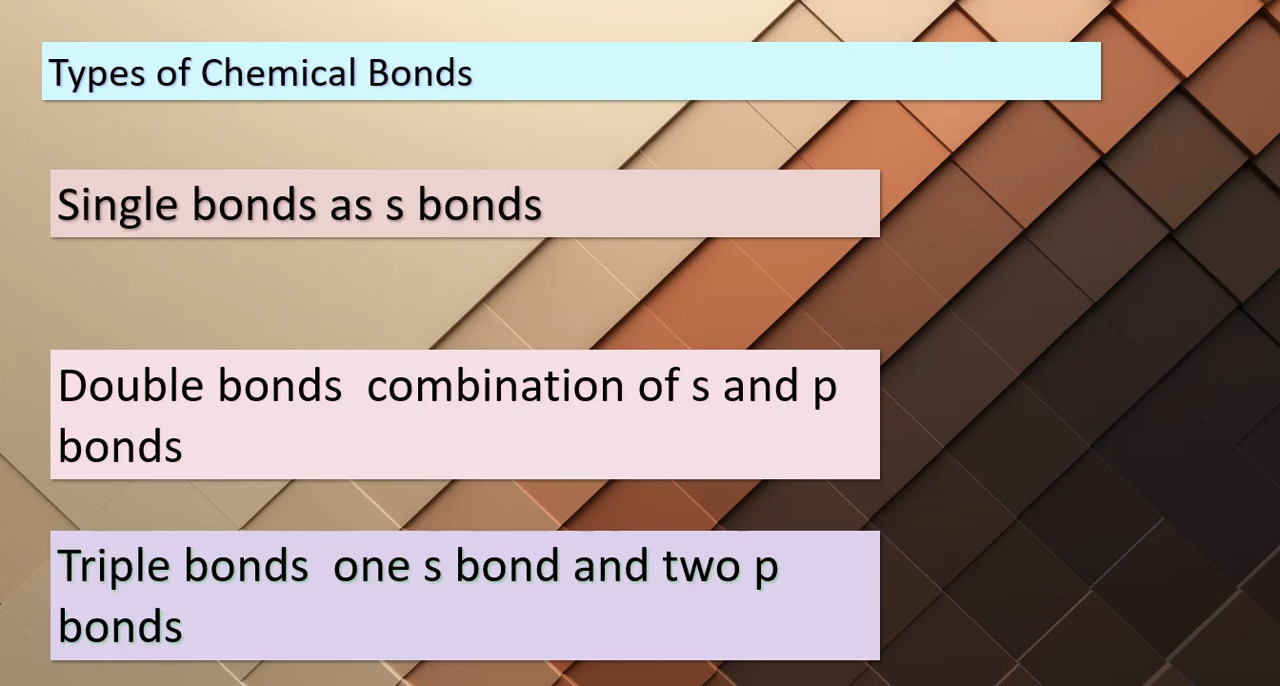 Types of Chemical Bonds
Single bonds as s bonds
Double bonds  combination of s and p
bonds
Triple bonds  one s bond and two p
bonds